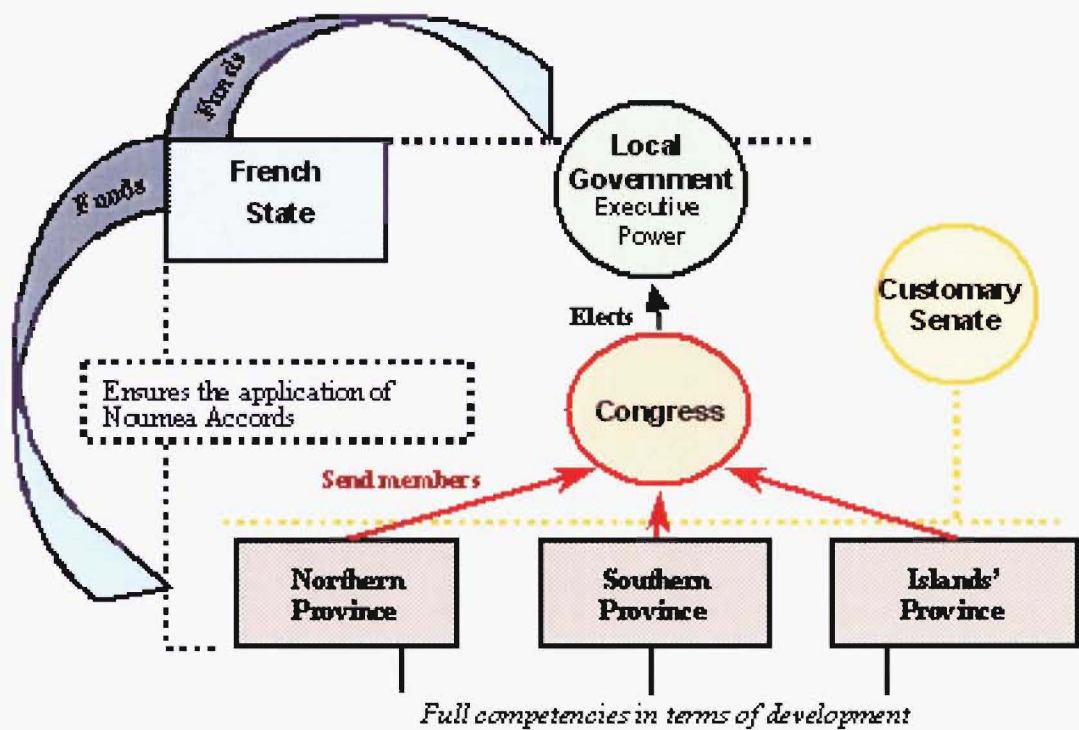 Funds
Funds
French
State
Local
Government
Executive
Power
Customary
Senate
Elects
Ensures the application of
Noumea Accords
Congress
Send members
Northern
Province
Southern
Province
Islands'
Province
Full competencies in terms of development